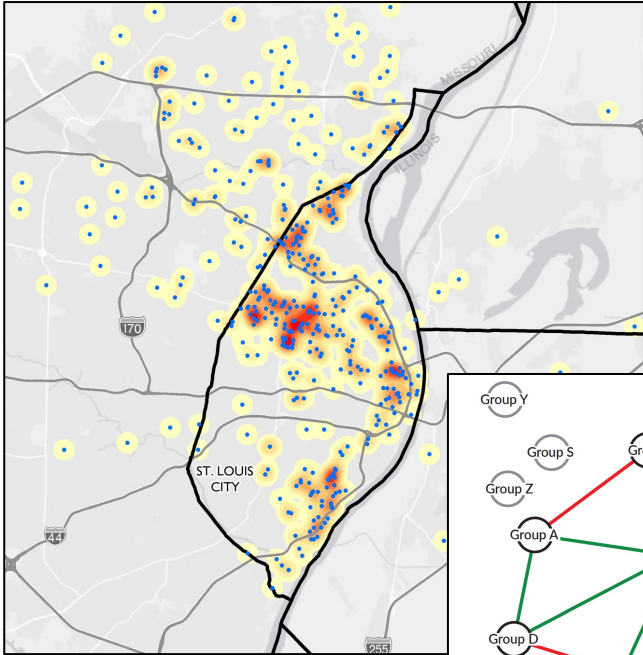 MISSOURI
ILLINOIS
170
Group Y
Group S
Group Z
ST. LOUIS
CITY
Group A
44
Group D
255